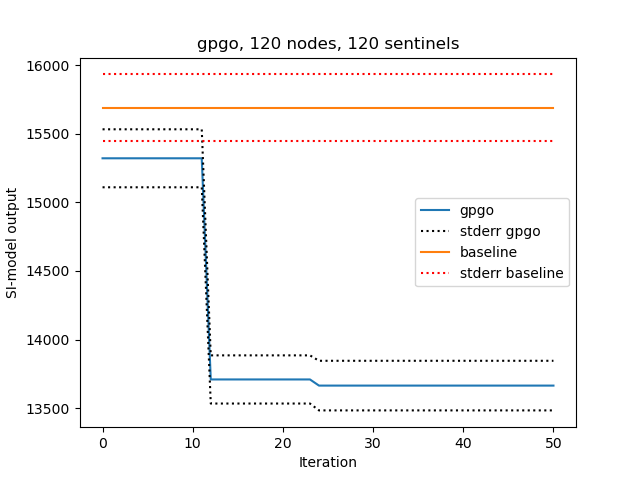 gpgo, 120 nodes, 120 sentinels
16000
15500
15000
14500
14000
13500
SI-model output
gpgo
stderr gpgo
baseline
stderr baseline
0 10 20 30 40 50
Iteration